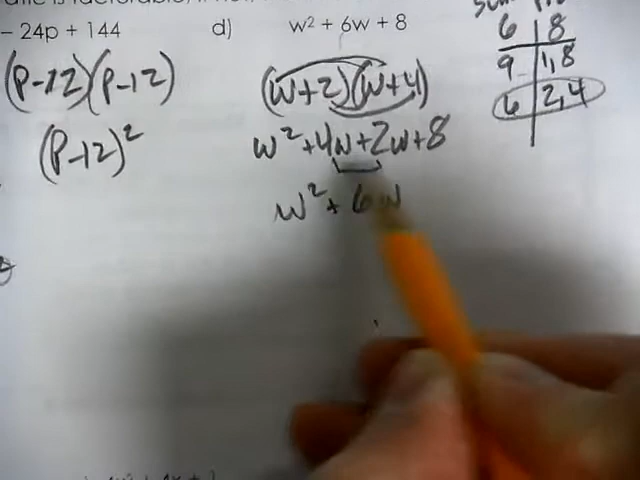 - 24p + 144
(p-12)(p-12)
(p-12)²
d) w² + 6w + 8
(w+2)(w+4)
w²+4w+2w+8
w²+ 6w
6 | 8
9 | 1,8
6 | 2,4